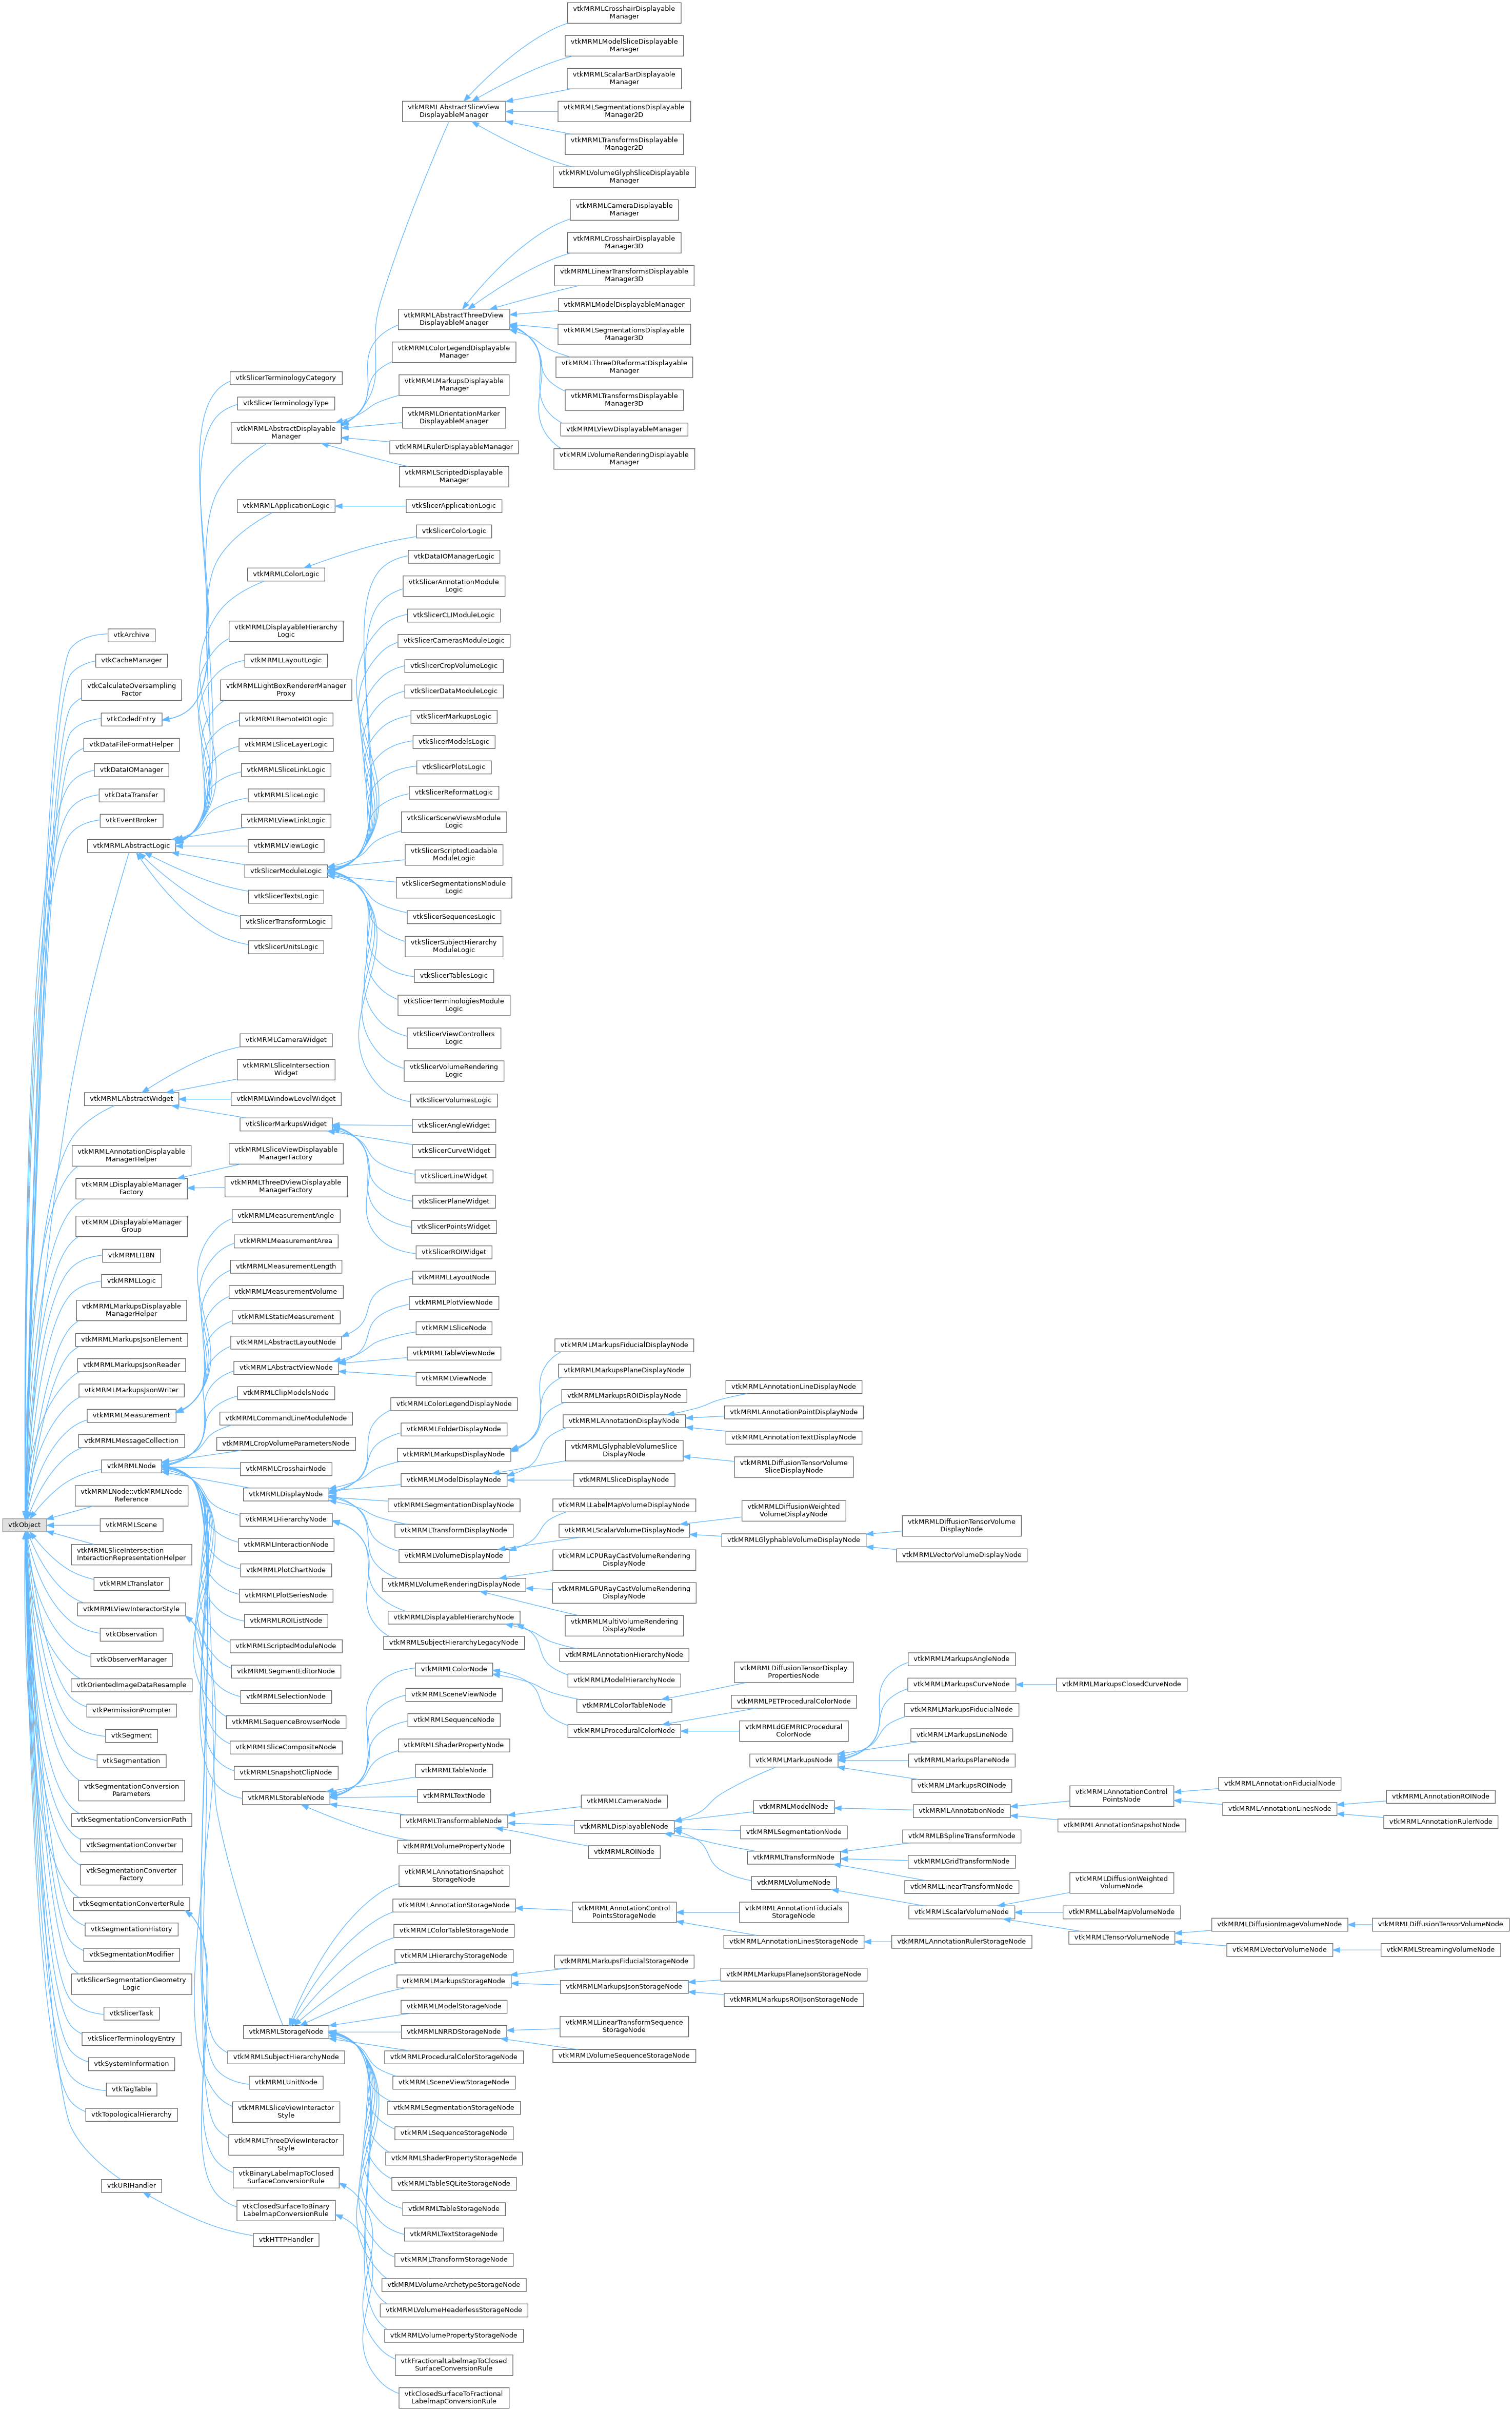 vtkObject
vtkArchive
vtkCacheManager
vtkCalculateOversampling
Factor
vtkCodedEntry
vtkDataFileFormatHelper
vtkDataIOManager
vtkDataTransfer
vtkEventBroker
vtkMRMLAbstractLogic
vtkMRMLAbstractWidget
vtkMRMLAnnotationDisplayable
ManagerHelper
vtkMRMLDisplayableManager
Factory
vtkMRMLDisplayableManager
Group
vtkMRMLI18N
vtkMRMLLogic
vtkMRMLMarkupsDisplayable
ManagerHelper
vtkMRMLMarkupsJsonElement
vtkMRMLMarkupsJsonReader
vtkMRMLMarkupsJsonWriter
vtkMRMLMeasurement
vtkMRMLMessageCollection
vtkMRMLNode
vtkMRMLNode::vtkMRMLNode
Reference
vtkMRMLScene
vtkMRMLSliceIntersection
InteractionRepresentationHelper
vtkMRMLTranslator
vtkMRMLViewInteractorStyle
vtkObservation
vtkObserverManager
vtkOrientedImageDataResample
vtkPermissionPrompter
vtkSegment
vtkSegmentation
vtkSegmentationConversion
Parameters
vtkSegmentationConversionPath
vtkSegmentationConverter
vtkSegmentationConverter
Factory
vtkSegmentationConverterRule
vtkSegmentationHistory
vtkSegmentationModifier
vtkSlicerSegmentationGeometry
Logic
vtkSlicerTask
vtkSlicerTerminologyEntry
vtkSystemInformation
vtkTagTable
vtkTopologicalHierarchy
vtkURIHandler
vtkSlicerTerminologyCategory
vtkSlicerTerminologyType
vtkMRMLAbstractDisplayable
Manager
vtkMRMLApplicationLogic
vtkMRMLColorLogic
vtkMRMLDisplayableHierarchy
Logic
vtkMRMLLayoutLogic
vtkMRMLLightBoxRendererManager
Proxy
vtkMRMLRemoteIOLogic
vtkMRMLSliceLayerLogic
vtkMRMLSliceLinkLogic
vtkMRMLSliceLogic
vtkMRMLViewLinkLogic
vtkMRMLViewLogic
vtkSlicerModuleLogic
vtkSlicerTextsLogic
vtkSlicerTransformLogic
vtkSlicerUnitsLogic
vtkMRMLCameraWidget
vtkMRMLSliceIntersection
Widget
vtkMRMLWindowLevelWidget
vtkSlicerMarkupsWidget
vtkMRMLSliceViewDisplayable
ManagerFactory
vtkMRMLThreeDViewDisplayable
ManagerFactory
vtkMRMLMeasurementAngle
vtkMRMLMeasurementArea
vtkMRMLMeasurementLength
vtkMRMLMeasurementVolume
vtkMRMLStaticMeasurement
vtkMRMLAbstractLayoutNode
vtkMRMLAbstractViewNode
vtkMRMLClipModelsNode
vtkMRMLCommandLineModuleNode
vtkMRMLCropVolumeParametersNode
vtkMRMLCrosshairNode
vtkMRMLDisplayNode
vtkMRMLHierarchyNode
vtkMRMLInteractionNode
vtkMRMLPlotChartNode
vtkMRMLPlotSeriesNode
vtkMRMLROIListNode
vtkMRMLScriptedModuleNode
vtkMRMLSegmentEditorNode
vtkMRMLSelectionNode
vtkMRMLSequenceBrowserNode
vtkMRMLSliceCompositeNode
vtkMRMLSnapshotClipNode
vtkMRMLStorableNode
vtkMRMLStorageNode
vtkMRMLSubjectHierarchyNode
vtkMRMLUnitNode
vtkMRMLSliceViewInteractor
Style
vtkMRMLThreeDViewInteractor
Style
vtkBinaryLabelmapToClosed
SurfaceConversionRule
vtkClosedSurfaceToBinary
LabelmapConversionRule
vtkHTTPHandler
vtkMRMLAbstractSliceView
DisplayableManager
vtkMRMLAbstractThreeDView
DisplayableManager
vtkMRMLColorLegendDisplayable
Manager
vtkMRMLMarkupsDisplayable
Manager
vtkMRMLOrientationMarker
DisplayableManager
vtkMRMLRulerDisplayableManager
vtkMRMLScriptedDisplayable
Manager
vtkSlicerApplicationLogic
vtkSlicerColorLogic
vtkDataIOManagerLogic
vtkSlicerAnnotationModule
Logic
vtkSlicerCLIModuleLogic
vtkSlicerCamerasModuleLogic
vtkSlicerCropVolumeLogic
vtkSlicerDataModuleLogic
vtkSlicerMarkupsLogic
vtkSlicerModelsLogic
vtkSlicerPlotsLogic
vtkSlicerReformatLogic
vtkSlicerSceneViewsModule
Logic
vtkSlicerScriptedLoadable
ModuleLogic
vtkSlicerSegmentationsModule
Logic
vtkSlicerSequencesLogic
vtkSlicerSubjectHierarchy
ModuleLogic
vtkSlicerTablesLogic
vtkSlicerTerminologiesModule
Logic
vtkSlicerViewControllers
Logic
vtkSlicerVolumeRendering
Logic
vtkSlicerVolumesLogic
vtkSlicerAngleWidget
vtkSlicerCurveWidget
vtkSlicerLineWidget
vtkSlicerPlaneWidget
vtkSlicerPointsWidget
vtkSlicerROIWidget
vtkMRMLLayoutNode
vtkMRMLPlotViewNode
vtkMRMLSliceNode
vtkMRMLTableViewNode
vtkMRMLViewNode
vtkMRMLColorLegendDisplayNode
vtkMRMLFolderDisplayNode
vtkMRMLMarkupsDisplayNode
vtkMRMLModelDisplayNode
vtkMRMLSegmentationDisplayNode
vtkMRMLTransformDisplayNode
vtkMRMLVolumeDisplayNode
vtkMRMLVolumeRenderingDisplayNode
vtkMRMLDisplayableHierarchyNode
vtkMRMLSubjectHierarchyLegacyNode
vtkMRMLColorNode
vtkMRMLSceneViewNode
vtkMRMLSequenceNode
vtkMRMLShaderPropertyNode
vtkMRMLTableNode
vtkMRMLTextNode
vtkMRMLTransformableNode
vtkMRMLVolumePropertyNode
vtkMRMLAnnotationSnapshot
StorageNode
vtkMRMLAnnotationStorageNode
vtkMRMLColorTableStorageNode
vtkMRMLHierarchyStorageNode
vtkMRMLMarkupsStorageNode
vtkMRMLModelStorageNode
vtkMRMLNRRDStorageNode
vtkMRMLProceduralColorStorageNode
vtkMRMLSceneViewStorageNode
vtkMRMLSegmentationStorageNode
vtkMRMLSequenceStorageNode
vtkMRMLShaderPropertyStorageNode
vtkMRMLTableSQLiteStorageNode
vtkMRMLTableStorageNode
vtkMRMLTextStorageNode
vtkMRMLTransformStorageNode
vtkMRMLVolumeArchetypeStorageNode
vtkMRMLVolumeHeaderlessStorageNode
vtkMRMLVolumePropertyStorageNode
vtkFractionalLabelmapToClosed
SurfaceConversionRule
vtkClosedSurfaceToFractional
LabelmapConversionRule
vtkMRMLCrosshairDisplayable
Manager
vtkMRMLModelSliceDisplayable
Manager
vtkMRMLScalarBarDisplayable
Manager
vtkMRMLSegmentationsDisplayable
Manager2D
vtkMRMLTransformsDisplayable
Manager2D
vtkMRMLVolumeGlyphSliceDisplayable
Manager
vtkMRMLCameraDisplayable
Manager
vtkMRMLCrosshairDisplayable
Manager3D
vtkMRMLLinearTransformsDisplayable
Manager3D
vtkMRMLModelDisplayableManager
vtkMRMLSegmentationsDisplayable
Manager3D
vtkMRMLThreeDReformatDisplayable
Manager
vtkMRMLTransformsDisplayable
Manager3D
vtkMRMLViewDisplayableManager
vtkMRMLVolumeRenderingDisplayable
Manager
vtkMRMLMarkupsFiducialDisplayNode
vtkMRMLMarkupsPlaneDisplayNode
vtkMRMLMarkupsROIDisplayNode
vtkMRMLAnnotationDisplayNode
vtkMRMLGlyphableVolumeSlice
DisplayNode
vtkMRMLSliceDisplayNode
vtkMRMLLabelMapVolumeDisplayNode
vtkMRMLScalarVolumeDisplayNode
vtkMRMLCPURayCastVolumeRendering
DisplayNode
vtkMRMLGPURayCastVolumeRendering
DisplayNode
vtkMRMLMultiVolumeRendering
DisplayNode
vtkMRMLAnnotationHierarchyNode
vtkMRMLModelHierarchyNode
vtkMRMLColorTableNode
vtkMRMLProceduralColorNode
vtkMRMLCameraNode
vtkMRMLDisplayableNode
vtkMRMLROINode
vtkMRMLAnnotationControl
PointsStorageNode
vtkMRMLMarkupsFiducialStorageNode
vtkMRMLMarkupsJsonStorageNode
vtkMRMLLinearTransformSequence
StorageNode
vtkMRMLVolumeSequenceStorageNode
vtkMRMLAnnotationLineDisplayNode
vtkMRMLAnnotationPointDisplayNode
vtkMRMLAnnotationTextDisplayNode
vtkMRMLDiffusionTensorVolume
SliceDisplayNode
vtkMRMLDiffusionWeighted
VolumeDisplayNode
vtkMRMLGlyphableVolumeDisplayNode
vtkMRMLDiffusionTensorDisplay
PropertiesNode
vtkMRMLPETProceduralColorNode
vtkMRMLdGEMRICProcedural
ColorNode
vtkMRMLMarkupsNode
vtkMRMLModelNode
vtkMRMLSegmentationNode
vtkMRMLTransformNode
vtkMRMLVolumeNode
vtkMRMLAnnotationFiducials
StorageNode
vtkMRMLAnnotationLinesStorageNode
vtkMRMLMarkupsPlaneJsonStorageNode
vtkMRMLMarkupsROIJsonStorageNode
vtkMRMLDiffusionTensorVolume
DisplayNode
vtkMRMLVectorVolumeDisplayNode
vtkMRMLMarkupsAngleNode
vtkMRMLMarkupsCurveNode
vtkMRMLMarkupsFiducialNode
vtkMRMLMarkupsLineNode
vtkMRMLMarkupsPlaneNode
vtkMRMLMarkupsROINode
vtkMRMLAnnotationNode
vtkMRMLBSplineTransformNode
vtkMRMLGridTransformNode
vtkMRMLLinearTransformNode
vtkMRMLScalarVolumeNode
vtkMRMLAnnotationRulerStorageNode
vtkMRMLMarkupsClosedCurveNode
vtkMRMLAnnotationControl
PointsNode
vtkMRMLAnnotationSnapshotNode
vtkMRMLDiffusionWeighted
VolumeNode
vtkMRMLLabelMapVolumeNode
vtkMRMLTensorVolumeNode
vtkMRMLAnnotationFiducialNode
vtkMRMLAnnotationLinesNode
vtkMRMLDiffusionImageVolumeNode
vtkMRMLVectorVolumeNode
vtkMRMLAnnotationROINode
vtkMRMLAnnotationRulerNode
vtkMRMLDiffusionTensorVolumeNode
vtkMRMLStreamingVolumeNode